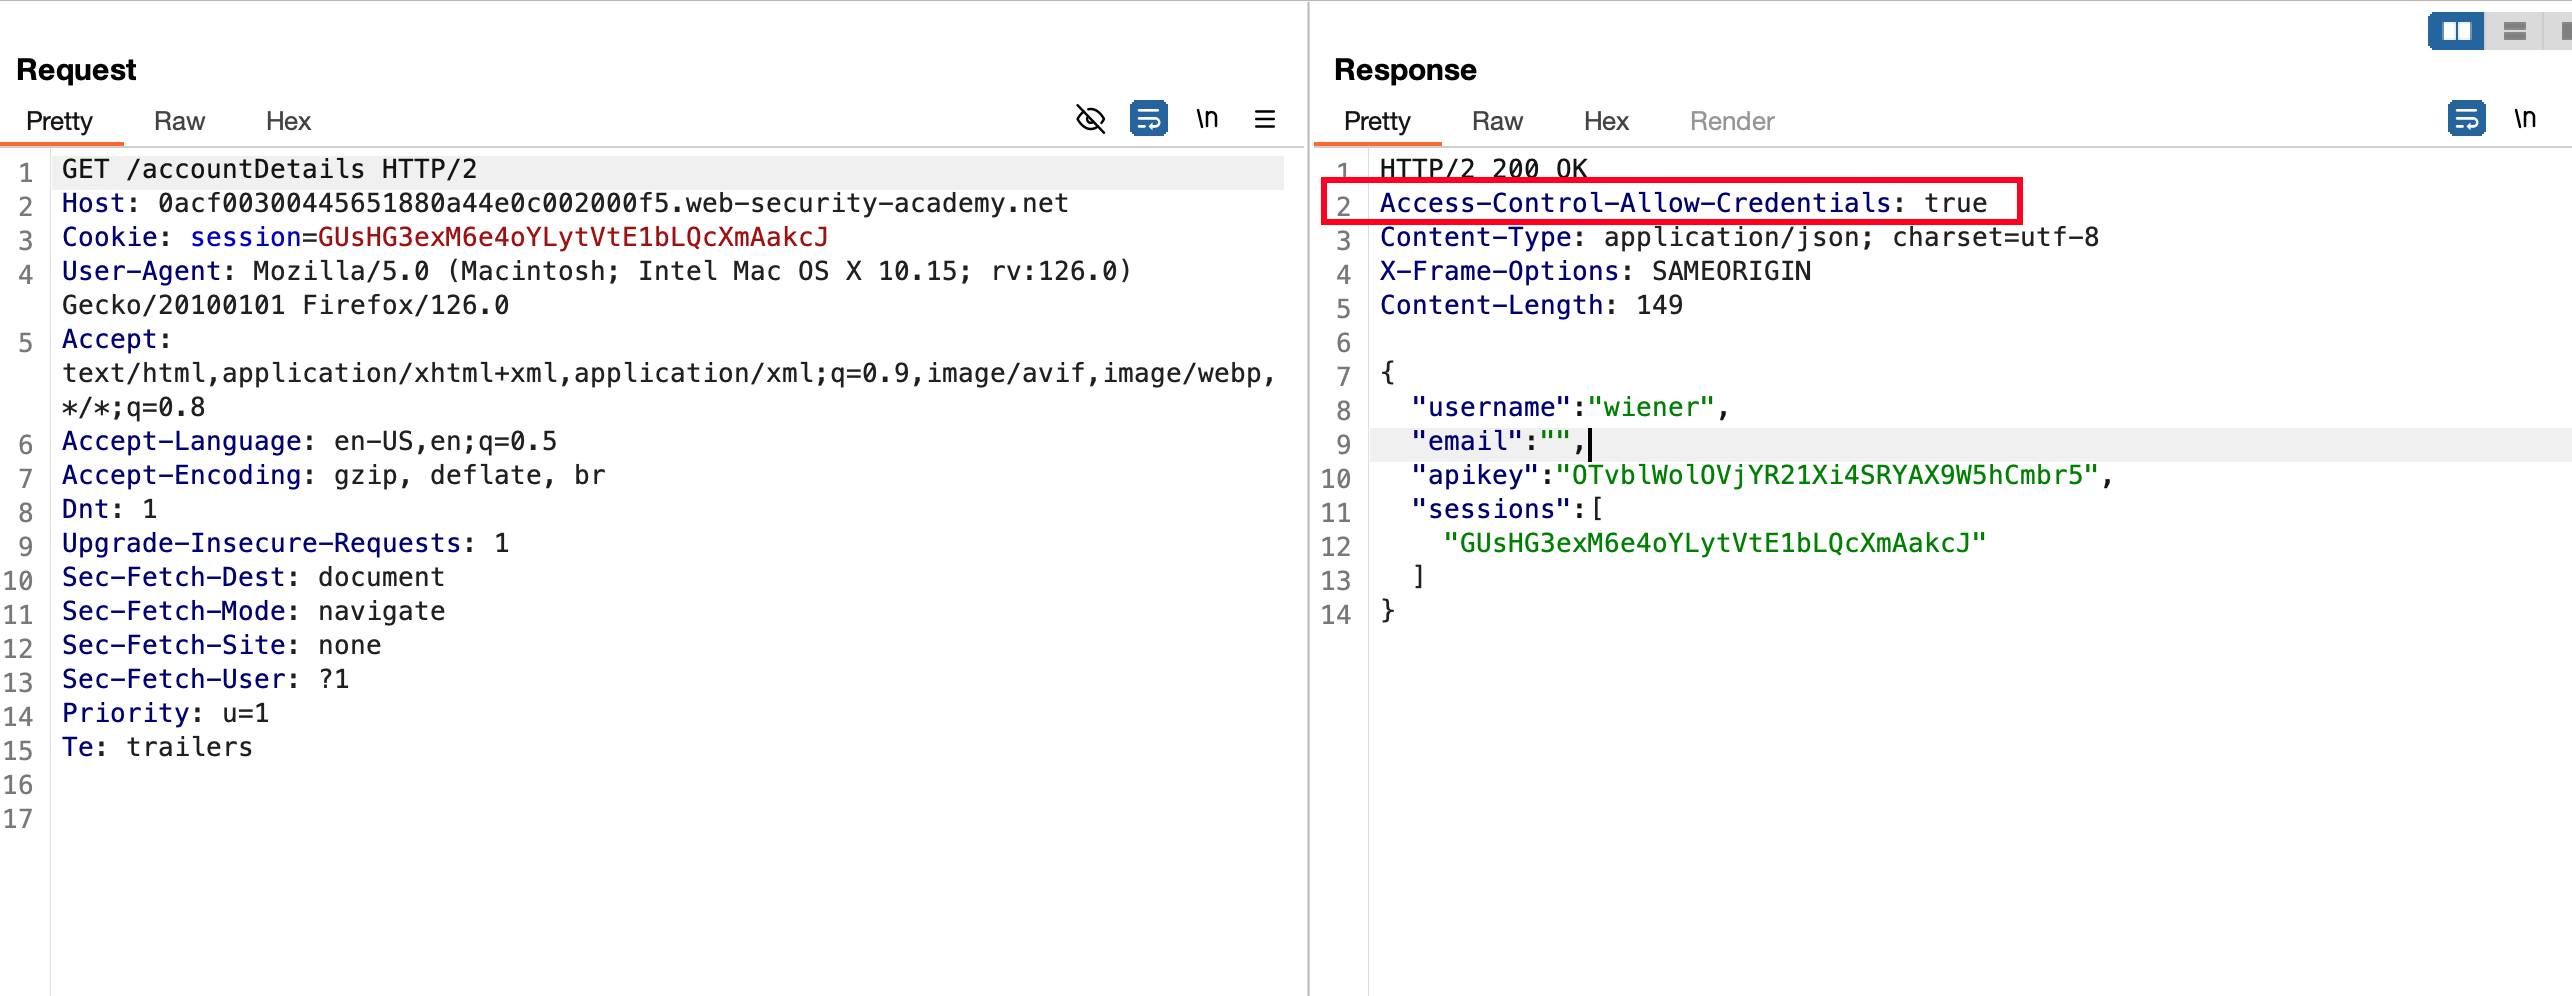 Request
Pretty Raw Hex \n
1 GET /accountDetails HTTP/2
2 Host: 0acf00300445651880a44e0c002000f5.web-security-academy.net
3 Cookie: session=GUsHG3exM6e4oYLytVtE1bLQcXmAakcJ
4 User-Agent: Mozilla/5.0 (Macintosh; Intel Mac OS X 10.15; rv:126.0)
Gecko/20100101 Firefox/126.0
5 Accept:
text/html,application/xhtml+xml,application/xml;q=0.9,image/avif,image/webp,
*/*;q=0.8
6 Accept-Language: en-US,en;q=0.5
7 Accept-Encoding: gzip, deflate, br
8 Dnt: 1
9 Upgrade-Insecure-Requests: 1
10 Sec-Fetch-Dest: document
11 Sec-Fetch-Mode: navigate
12 Sec-Fetch-Site: none
13 Sec-Fetch-User: ?1
14 Priority: u=1
15 Te: trailers
16
17
Response
Pretty Raw Hex Render \n
1 HTTP/2 200 OK
2 Access-Control-Allow-Credentials: true
3 Content-Type: application/json; charset=utf-8
4 X-Frame-Options: SAMEORIGIN
5 Content-Length: 149
6
7 {
8 "username":"wiener",
9 "email":"",
10 "apikey":"OTvblWolOVjYR21Xi4SRYAX9W5hCmbr5",
11 "sessions":[
12 "GUsHG3exM6e4oYLytVtE1bLQcXmAakcJ"
13 ]
14 }